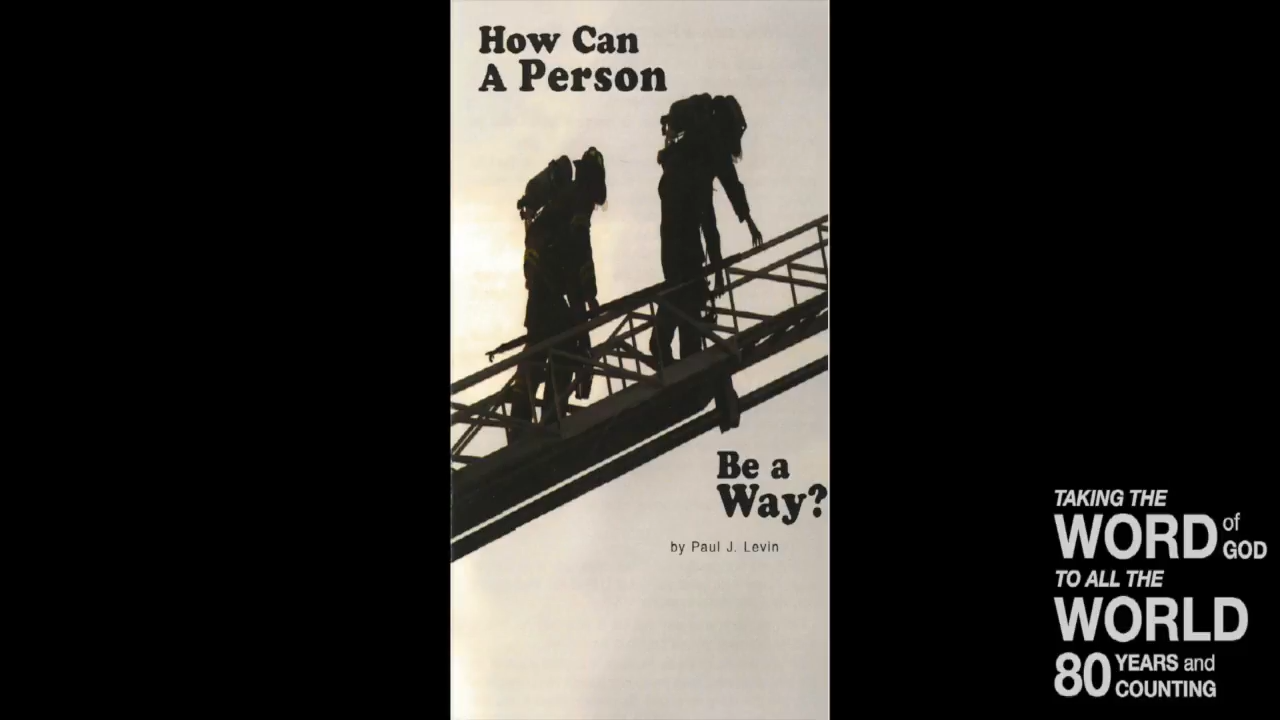 How Can
A Person
Be a
Way?
by Paul J. Levin
TAKING THE
WORD of GOD
TO ALL THE
WORLD
80 YEARS and
COUNTING